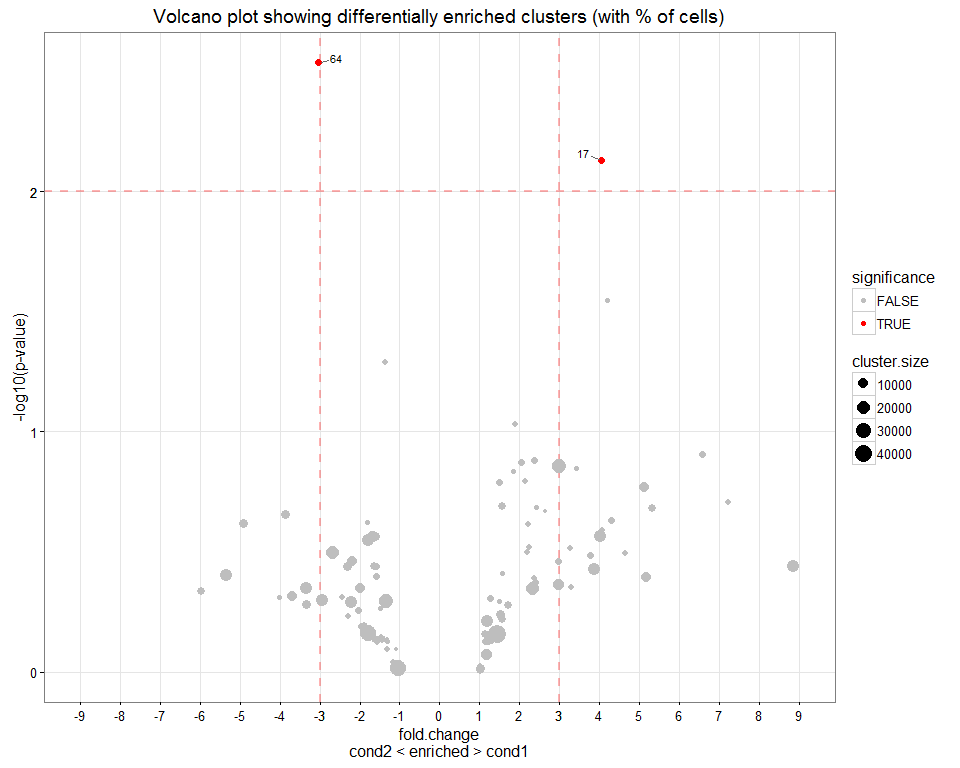 Volcano plot showing differentially enriched clusters (with % of cells)
64
17
2
1
0
-log10(p-value)
-9 -8 -7 -6 -5 -4 -3 -2 -1 0 1 2 3 4 5 6 7 8 9
fold.change
cond2 < enriched > cond1
significance
FALSE
TRUE
cluster.size
10000
20000
30000
40000